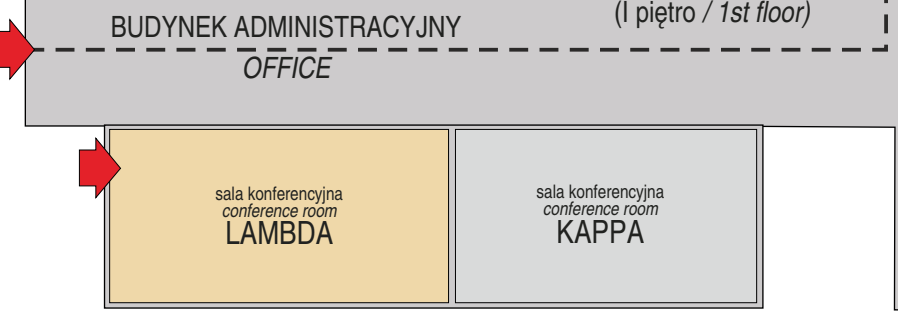 (I piętro / 1st floor)
BUDYNEK ADMINISTRACYJNY
OFFICE
sala konferencyjna
conference room
LAMBDA
sala konferencyjna
conference room
KAPPA